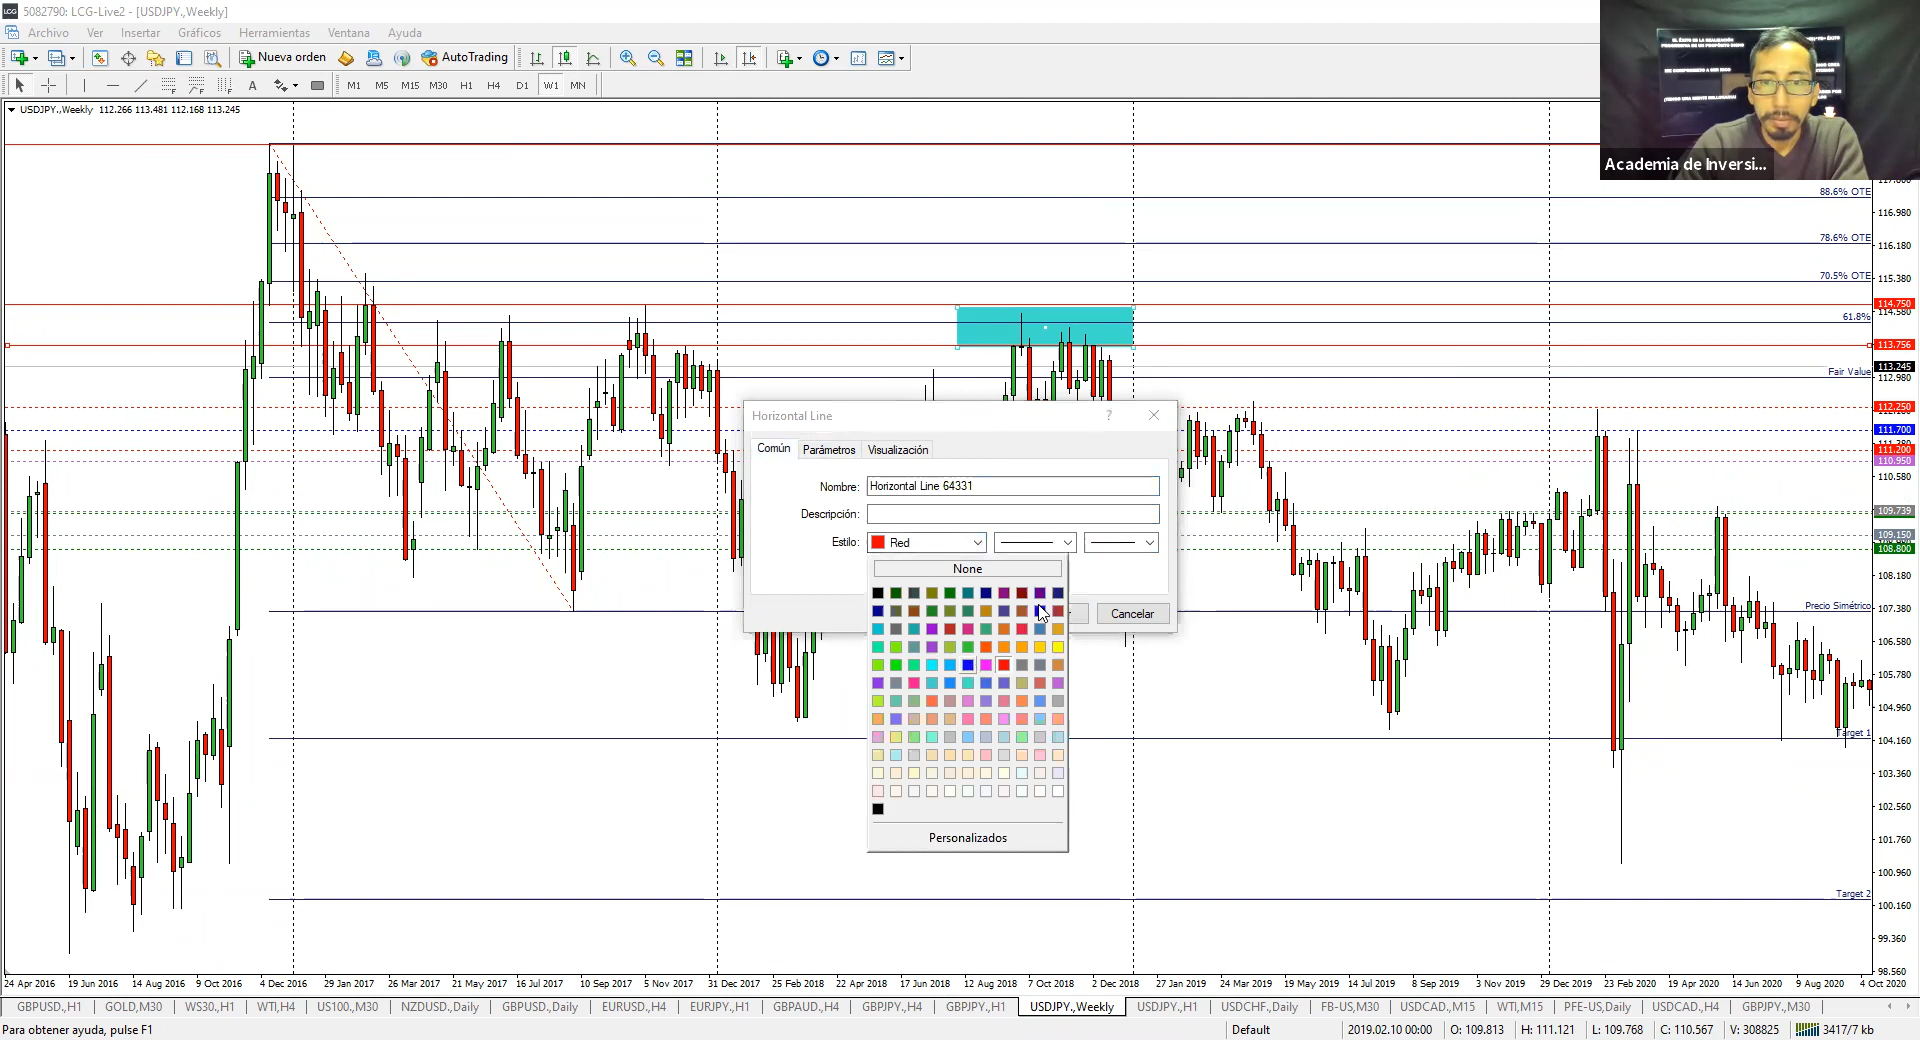 5082790: LCG-Live2 - [USDJPY.,Weekly]
Archivo Ver Insertar Gráficos Herramientas Ventana Ayuda
Nueva orden AutoTrading
A M1 M5 M15 M30 H1 H4 D1 W1 MN
USDJPY.,Weekly 112.266 113.481 112.168 113.245
EL ÉXITO ES LA REALIZACIÓN
PROGRESIVA DE UN PROPÓSITO DIGNO
Academia de Inversi...
88.6% OTE
116.980
78.6% OTE
116.180
70.5% OTE
115.380
114.750
114.580
61.8%
113.756
113.245
Fair Value
112.980
112.250
111.700
111.200
110.950
110.580
109.739
109.150
108.800
108.180
Precio Simétrico
107.380
106.580
105.780
104.960
Target 1
104.160
103.360
102.560
101.760
100.960
Target 2
100.160
99.360
98.560
Horizontal Line
Común Parámetros Visualización
Nombre: Horizontal Line 64331
Descripción:
Estilo: Red
None
Cancelar
Personalizados
24 Apr 2016 19 Jun 2016 14 Aug 2016 9 Oct 2016 4 Dec 2016 29 Jan 2017 26 Mar 2017 21 May 2017 16 Jul 2017 10 Sep 2017 5 Nov 2017 31 Dec 2017 25 Feb 2018 22 Apr 2018 17 Jun 2018 12 Aug 2018 7 Oct 2018 2 Dec 2018 27 Jan 2019 24 Mar 2019 19 May 2019 14 Jul 2019 8 Sep 2019 3 Nov 2019 29 Dec 2019 23 Feb 2020 19 Apr 2020 14 Jun 2020 9 Aug 2020 4 Oct 2020
GBPUSD.,H1 GOLD,M30 WS30.,H1 WTI,H4 US100.,M30 NZDUSD.,Daily GBPUSD.,Daily EURUSD.,H4 EURJPY.,H1 GBPAUD.,H4 GBPJPY.,H4 GBPJPY.,H1 USDJPY.,Weekly USDJPY.,H1 USDCHF.,Daily FB-US,M30 USDCAD.,M15 WTI,M15 PFE-US,Daily USDCAD.,H4 GBPJPY.,M30
Para obtener ayuda, pulse F1 Default 2019.02.10 00:00 O: 109.813 H: 111.121 L: 109.768 C: 110.567 V: 308825 3417/7 kb